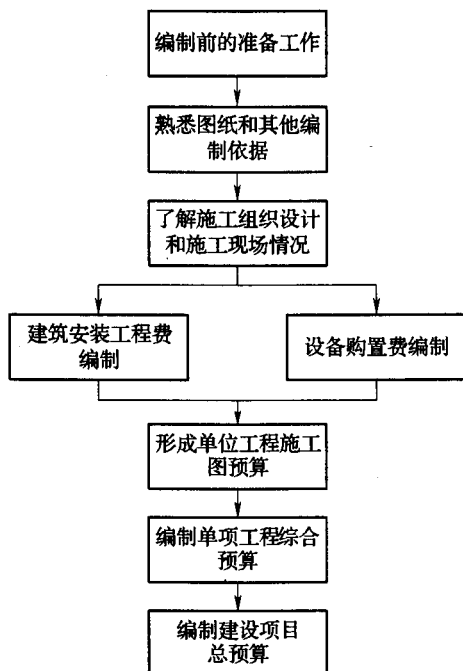 编制前的准备工作
熟悉图纸和其他编
制依据
了解施工组织设计
和施工现场情况
建筑安装工程费
编制
设备购置费编制
形成单位工程施工
图预算
编制单项工程综合
预算
编制建设项目
总预算